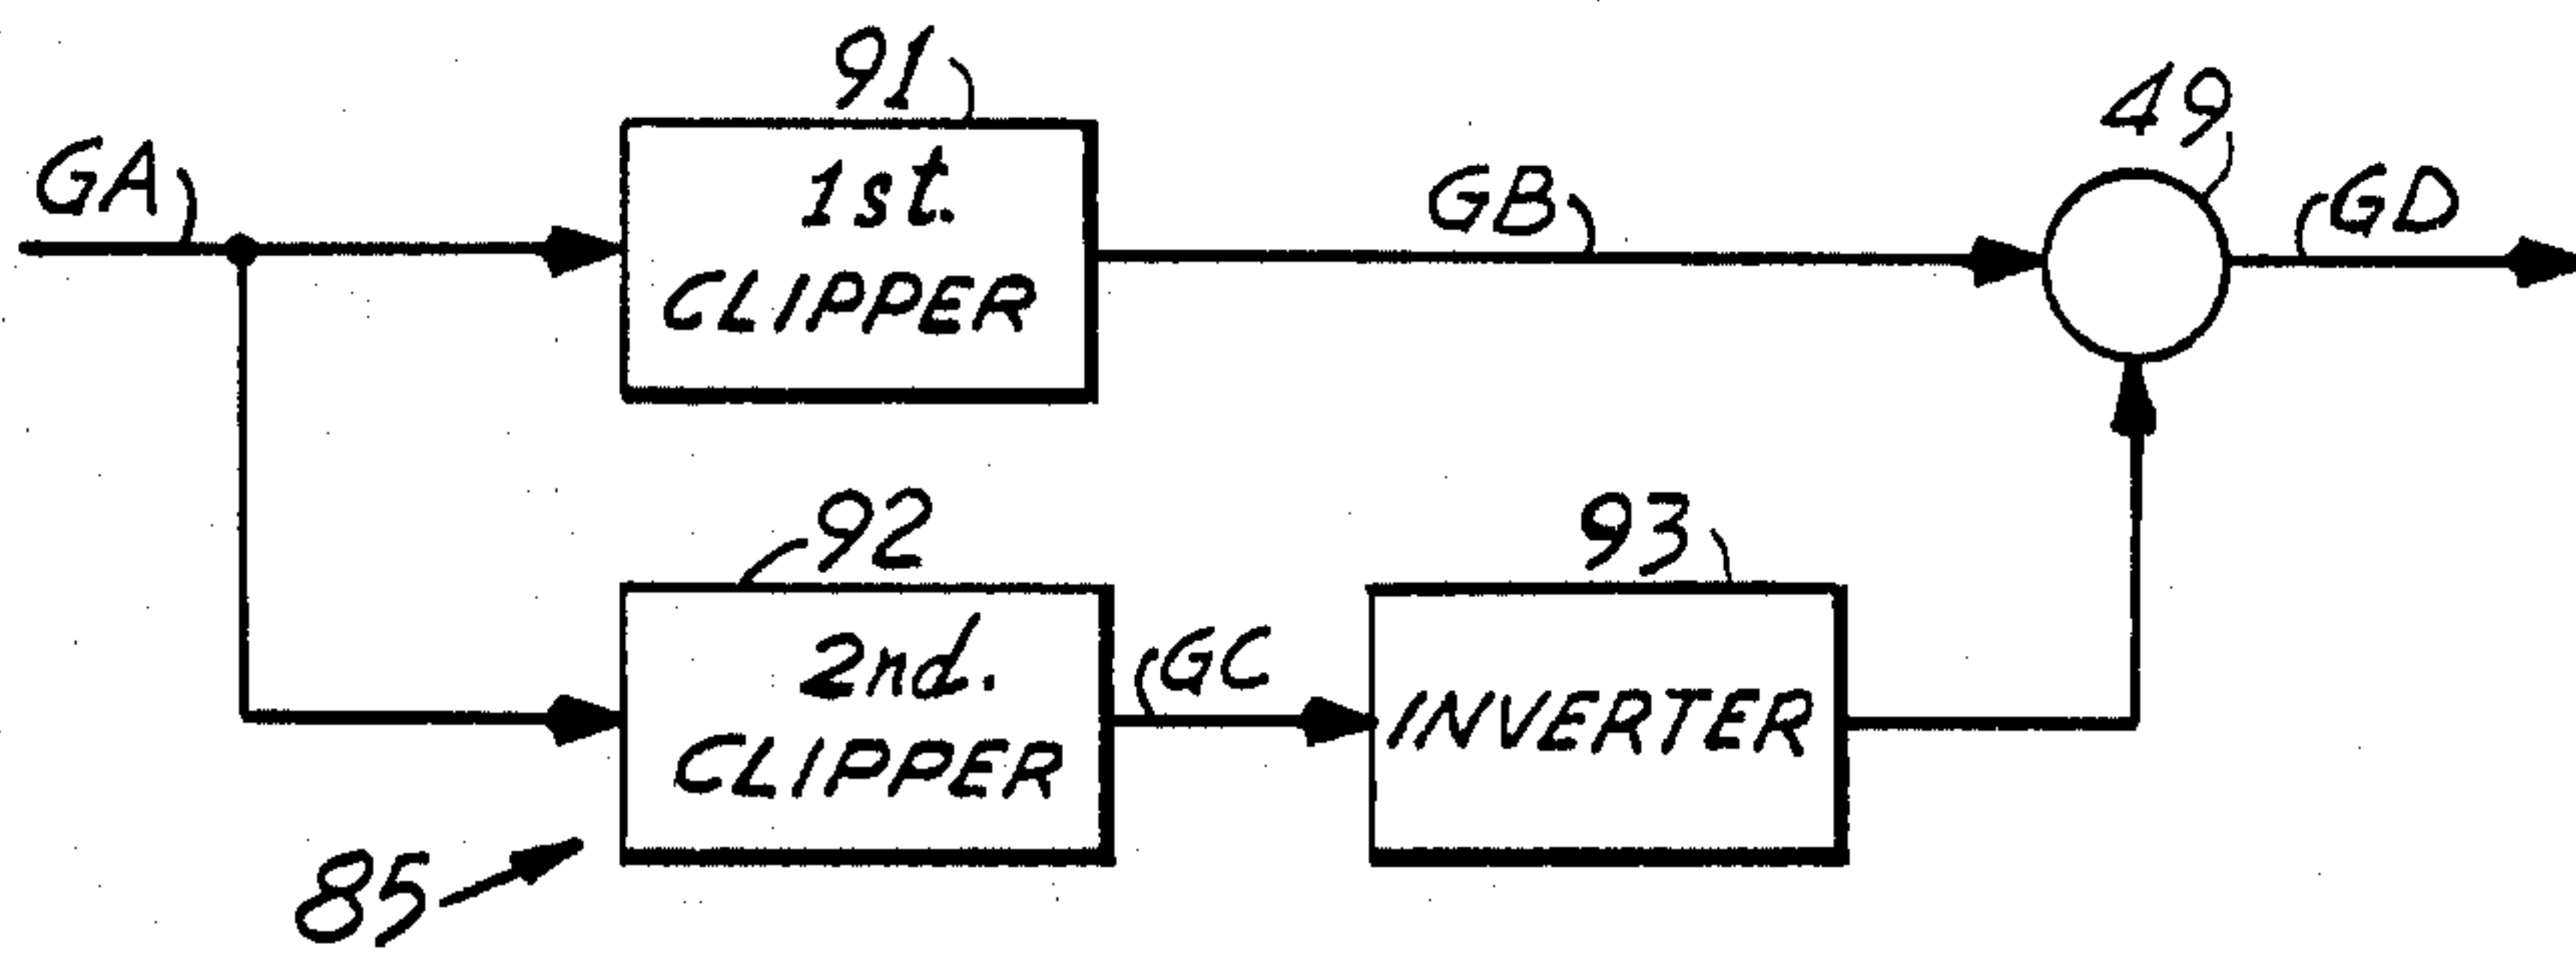 91
49
GA
1st.
CLIPPER
GB
GD
92
93
2nd.
CLIPPER
GC
INVERTER
85